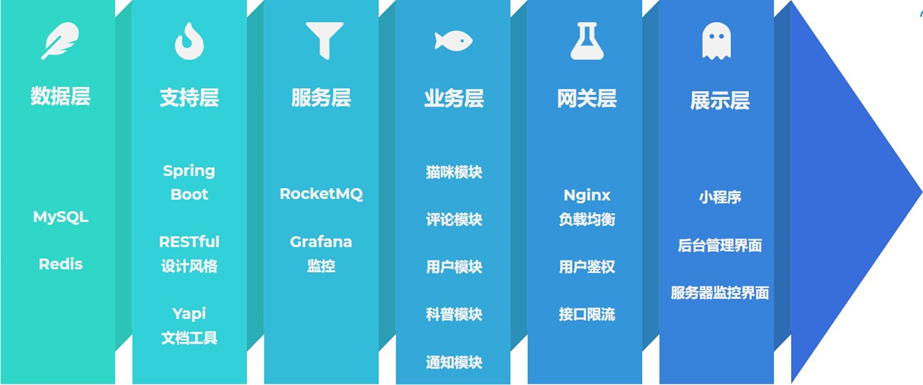 数据层
MySQL
Redis
支持层
Spring
Boot
RESTful
设计风格
Yapi
文档工具
服务层
RocketMQ
Grafana
监控
业务层
猫咪模块
评论模块
用户模块
科普模块
通知模块
网关层
Nginx
负载均衡
用户鉴权
接口限流
展示层
小程序
后台管理界面
服务器监控界面